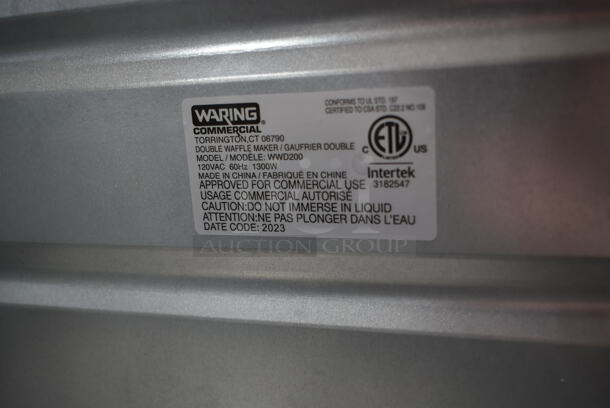 WARING
COMMERCIAL
TORRINGTON,CT 06790
DOUBLE WAFFLE MAKER / GAUFRIER DOUBLE
MODEL / MODÈLE: WWD200
120VAC 60Hz 1300W
MADE IN CHINA / FABRIQUÉ EN CHINE
APPROVED FOR COMMERCIAL USE
USAGE COMMERCIAL AUTORISÉ
CAUTION:DO NOT IMMERSE IN LIQUID
ATTENTION:NE PAS PLONGER DANS L'EAU
DATE CODE: 2023
CONFORMS TO UL STD. 197
CERTIFIED TO CSA STD. C22.2 NO.109
C ETL US
Intertek
3182547
AUCTION GROUP